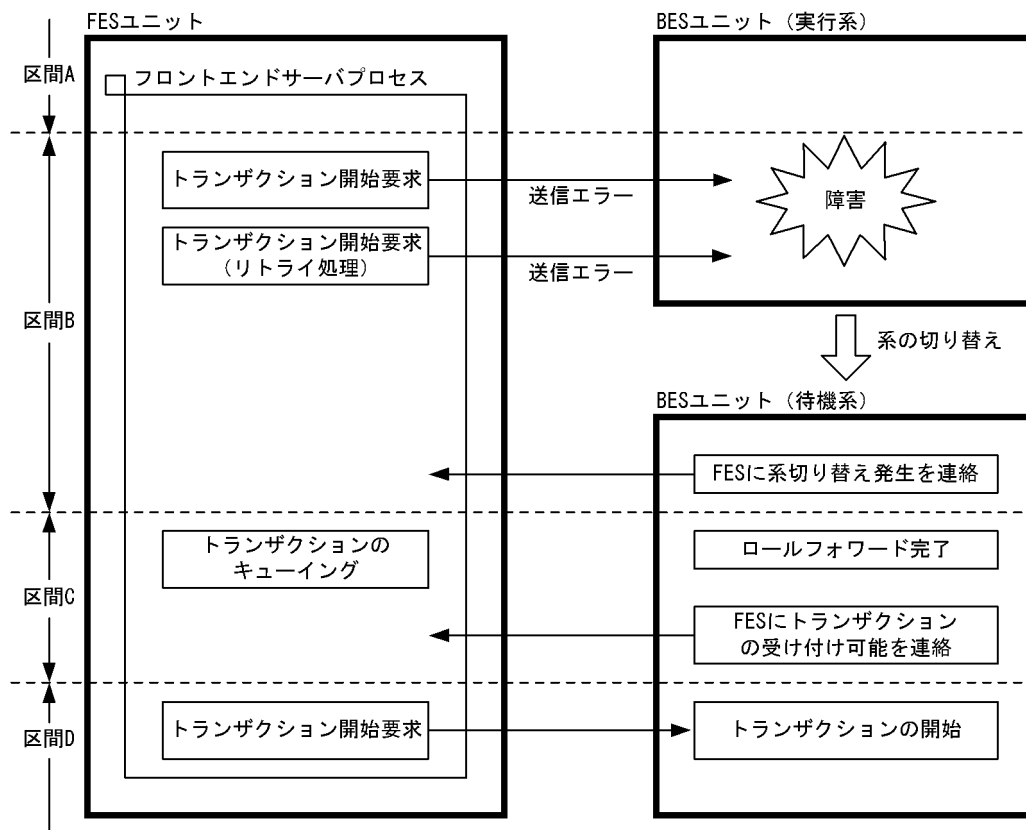 FESユニット
BESユニット（実行系）
区間A
フロントエンドサーバプロセス
トランザクション開始要求
送信エラー
障害
トランザクション開始要求
（リトライ処理）
送信エラー
区間B
系の切り替え
BESユニット（待機系）
FESに系切り替え発生を連絡
トランザクションの
キューイング
ロールフォワード完了
区間C
FESにトランザクション
の受け付け可能を連絡
区間D
トランザクション開始要求
トランザクションの開始